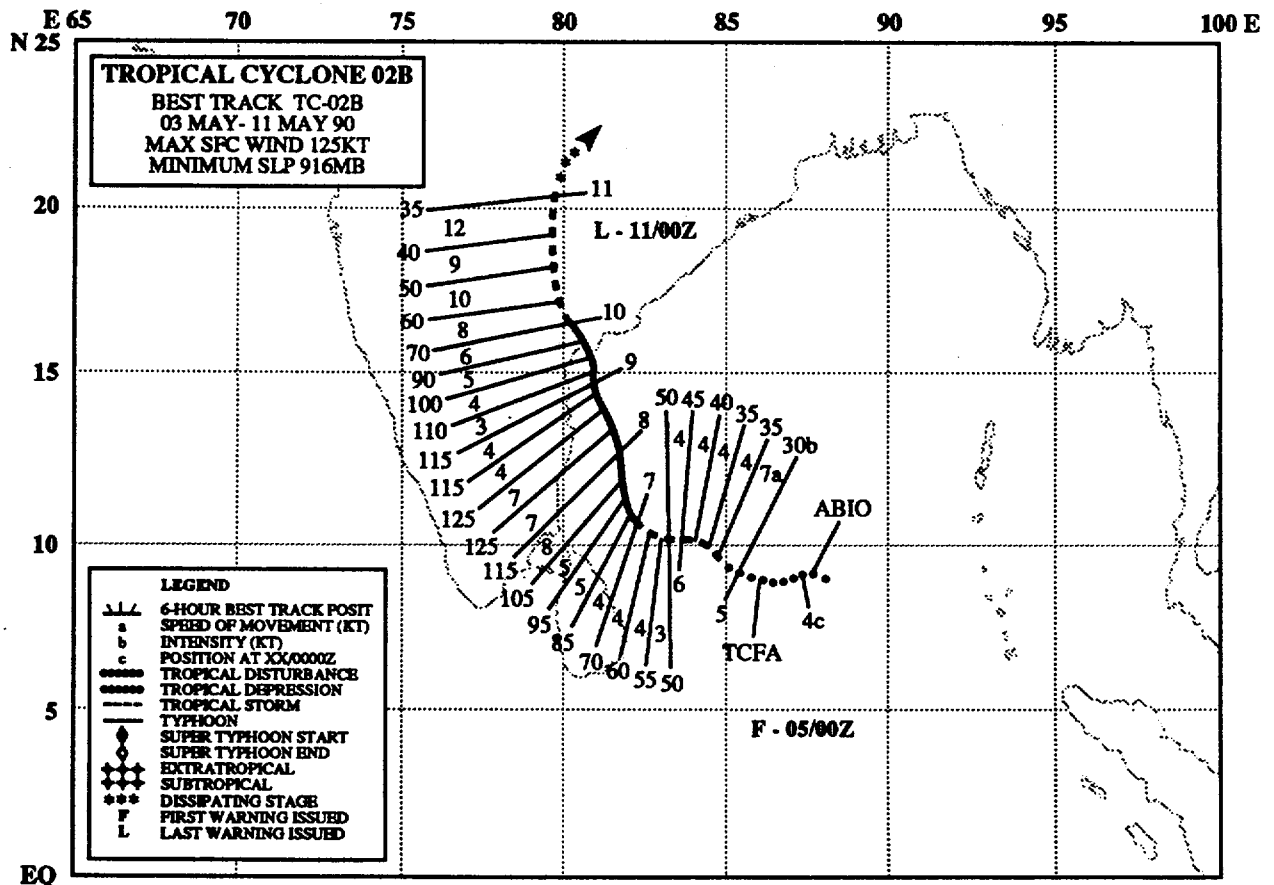 E 65 70 75 80 85 90 95 100 E
N 25
TROPICAL CYCLONE 02B
BEST TRACK TC-02B
03 MAY- 11 MAY 90
MAX SFC WIND 125KT
MINIMUM SLP 916MB
11
20
35
L - 11/00Z
12
40
9
50
10
60
10
8
70
6
15
90
5
9
100
4
110
3
115
4
115
4
125
7
125
7
115
8
105
5
95
5
85
4
70
4
60
4
55
3
50
8
7
50 45 40 35 35 30b
4 4 4 4 7a
ABIO
10
6
5
TCFA
4c
LEGEND
6-HOUR BEST TRACK POSIT
a SPEED OF MOVEMENT (KT)
b INTENSITY (KT)
c POSITION AT XX/0000Z
TROPICAL DISTURBANCE
TROPICAL DEPRESSION
TROPICAL STORM
TYPHOON
SUPER TYPHOON START
SUPER TYPHOON END
EXTRATROPICAL
SUBTROPICAL
*** DISSIPATING STAGE
F FIRST WARNING ISSUED
L LAST WARNING ISSUED
5
F - 05/00Z
EQ